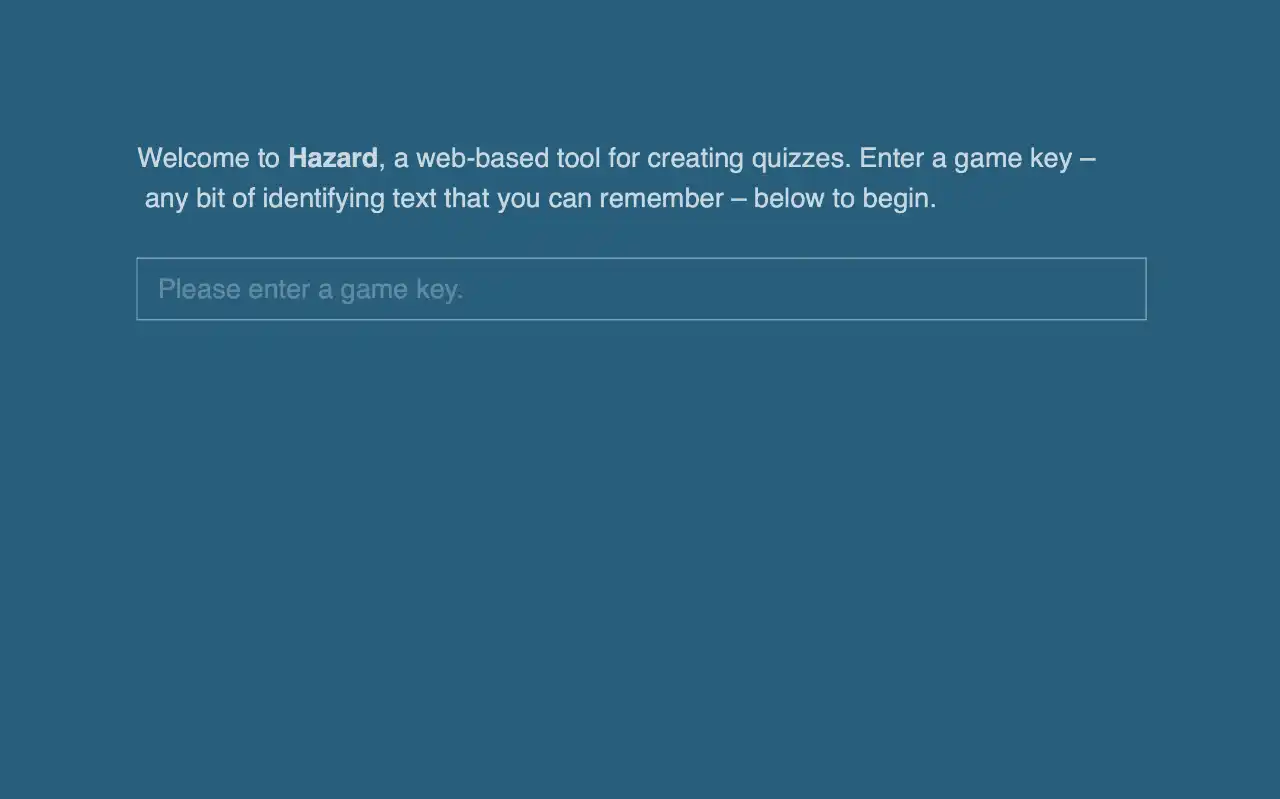 Welcome to Hazard, a web-based tool for creating quizzes. Enter a game key –
any bit of identifying text that you can remember – below to begin.
Please enter a game key.